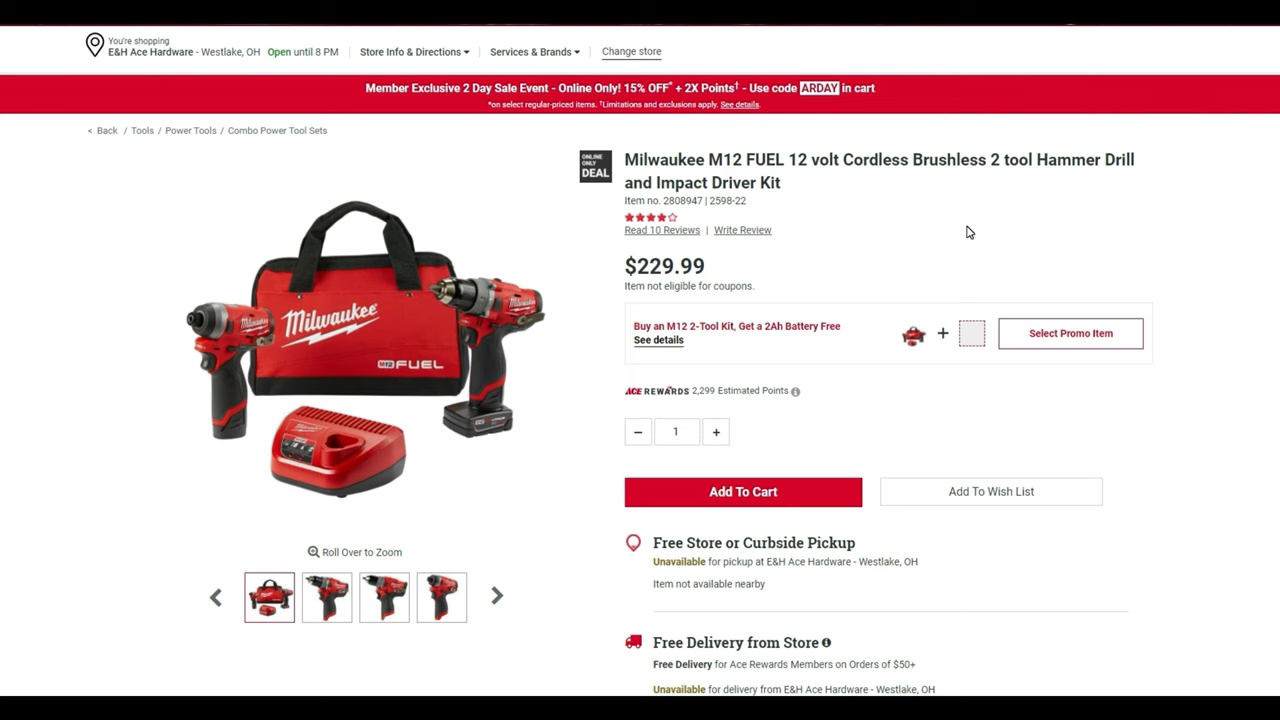 You're shopping
E&H Ace Hardware - Westlake, OH
Open until 8 PM
Store Info & Directions
Services & Brands
Change store
Member Exclusive 2 Day Sale Event - Online Only! 15% OFF* + 2X Points† - Use code ARDAY in cart
*on select regular-priced items. †Limitations and exclusions apply. See details.
< Back / Tools / Power Tools / Combo Power Tool Sets
ONLINE
ONLY
DEAL
Milwaukee M12 FUEL 12 volt Cordless Brushless 2 tool Hammer Drill
and Impact Driver Kit
Item no. 2808947 | 2598-22
Read 10 Reviews | Write Review
$229.99
Item not eligible for coupons.
Buy an M12 2-Tool Kit, Get a 2Ah Battery Free
See details
+
Select Promo Item
ACE REWARDS 2,299 Estimated Points
− 1 +
Add To Cart
Add To Wish List
Free Store or Curbside Pickup
Unavailable for pickup at E&H Ace Hardware - Westlake, OH
Item not available nearby
Free Delivery from Store
Free Delivery for Ace Rewards Members on Orders of $50+
Unavailable for delivery from E&H Ace Hardware - Westlake, OH
Milwaukee
M12 FUEL
Roll Over to Zoom